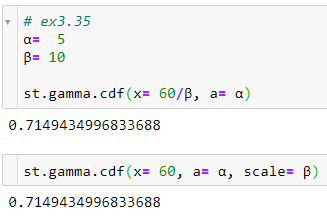 # ex3.35
α=  5
β= 10
st.gamma.cdf(x= 60/β, a= α)
0.7149434996833688
st.gamma.cdf(x= 60, a= α, scale= β)
0.7149434996833688